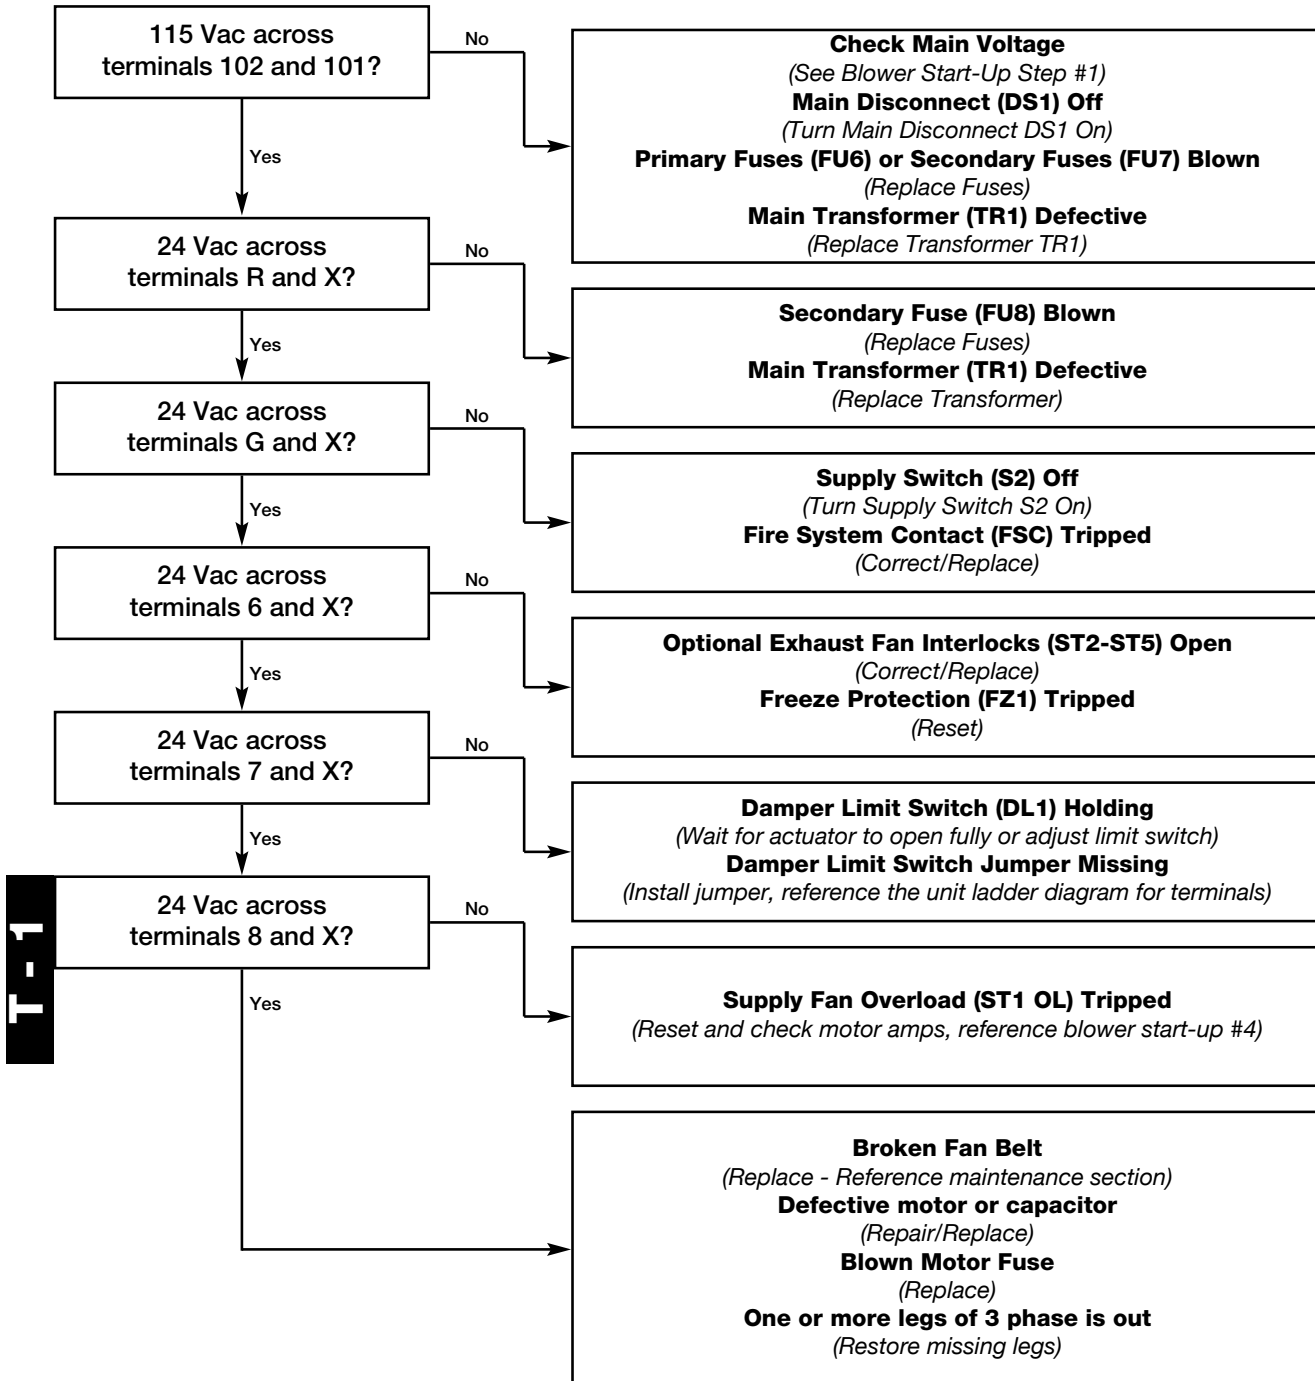 115 Vac across
terminals 102 and 101?
No
Check Main Voltage
(See Blower Start-Up Step #1)
Main Disconnect (DS1) Off
(Turn Main Disconnect DS1 On)
Primary Fuses (FU6) or Secondary Fuses (FU7) Blown
(Replace Fuses)
Main Transformer (TR1) Defective
(Replace Transformer TR1)
Yes
24 Vac across
terminals R and X?
No
Secondary Fuse (FU8) Blown
(Replace Fuses)
Main Transformer (TR1) Defective
(Replace Transformer)
Yes
24 Vac across
terminals G and X?
No
Supply Switch (S2) Off
(Turn Supply Switch S2 On)
Fire System Contact (FSC) Tripped
(Correct/Replace)
Yes
24 Vac across
terminals 6 and X?
No
Optional Exhaust Fan Interlocks (ST2-ST5) Open
(Correct/Replace)
Freeze Protection (FZ1) Tripped
(Reset)
Yes
24 Vac across
terminals 7 and X?
No
Damper Limit Switch (DL1) Holding
(Wait for actuator to open fully or adjust limit switch)
Damper Limit Switch Jumper Missing
(Install jumper, reference the unit ladder diagram for terminals)
Yes
T - 1
24 Vac across
terminals 8 and X?
No
Supply Fan Overload (ST1 OL) Tripped
(Reset and check motor amps, reference blower start-up #4)
Yes
Broken Fan Belt
(Replace - Reference maintenance section)
Defective motor or capacitor
(Repair/Replace)
Blown Motor Fuse
(Replace)
One or more legs of 3 phase is out
(Restore missing legs)